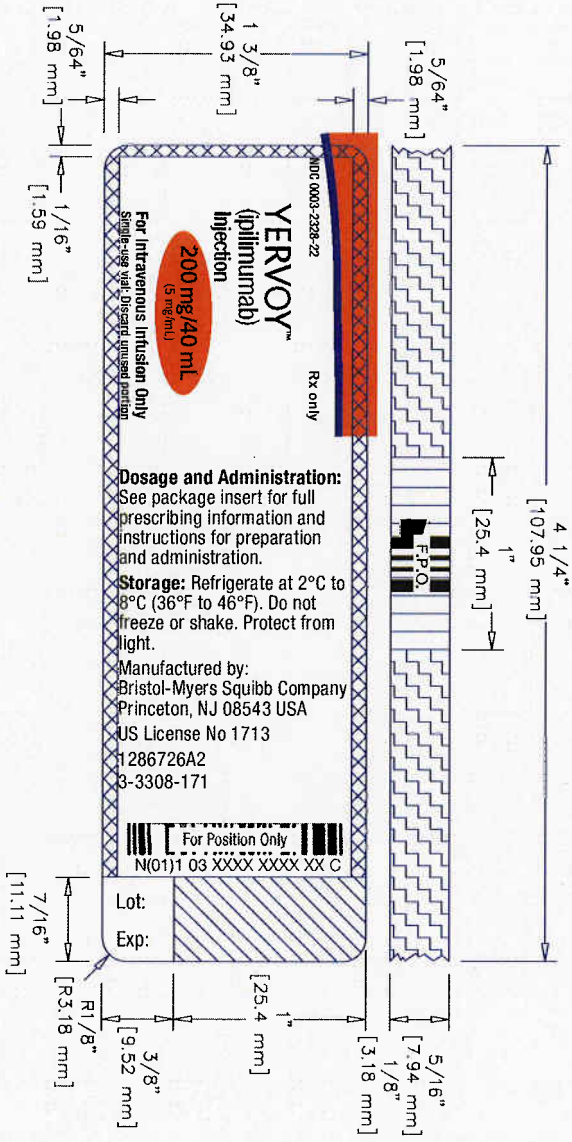 5/64"
[1.98 mm]
4 1/4"
[107.95 mm]
1"
[25.4 mm]
F.P.O.
5/16"
[7.94 mm]
1/8"
[3.18 mm]
1 3/8"
[34.93 mm]
5/64"
[1.98 mm]
1/16"
[1.59 mm]
NDC 0003-2328-22
Rx only
YERVOY™
(ipilimumab)
Injection
200 mg/40 mL
(5 mg/mL)
For Intravenous Infusion Only
Single-use vial; Discard unused portion
Dosage and Administration:
See package insert for full
prescribing information and
instructions for preparation
and administration.
Storage: Refrigerate at 2°C to
8°C (36°F to 46°F). Do not
freeze or shake. Protect from
light.
Manufactured by:
Bristol-Myers Squibb Company
Princeton, NJ 08543 USA
US License No 1713
1286726A2
3-3308-171
For Position Only
N(01)1 03 XXXX XXXX XX C
Lot:
Exp:
7/16"
[11.11 mm]
R1/8"
[R3.18 mm]
3/8"
[9.52 mm]
1"
[25.4 mm]